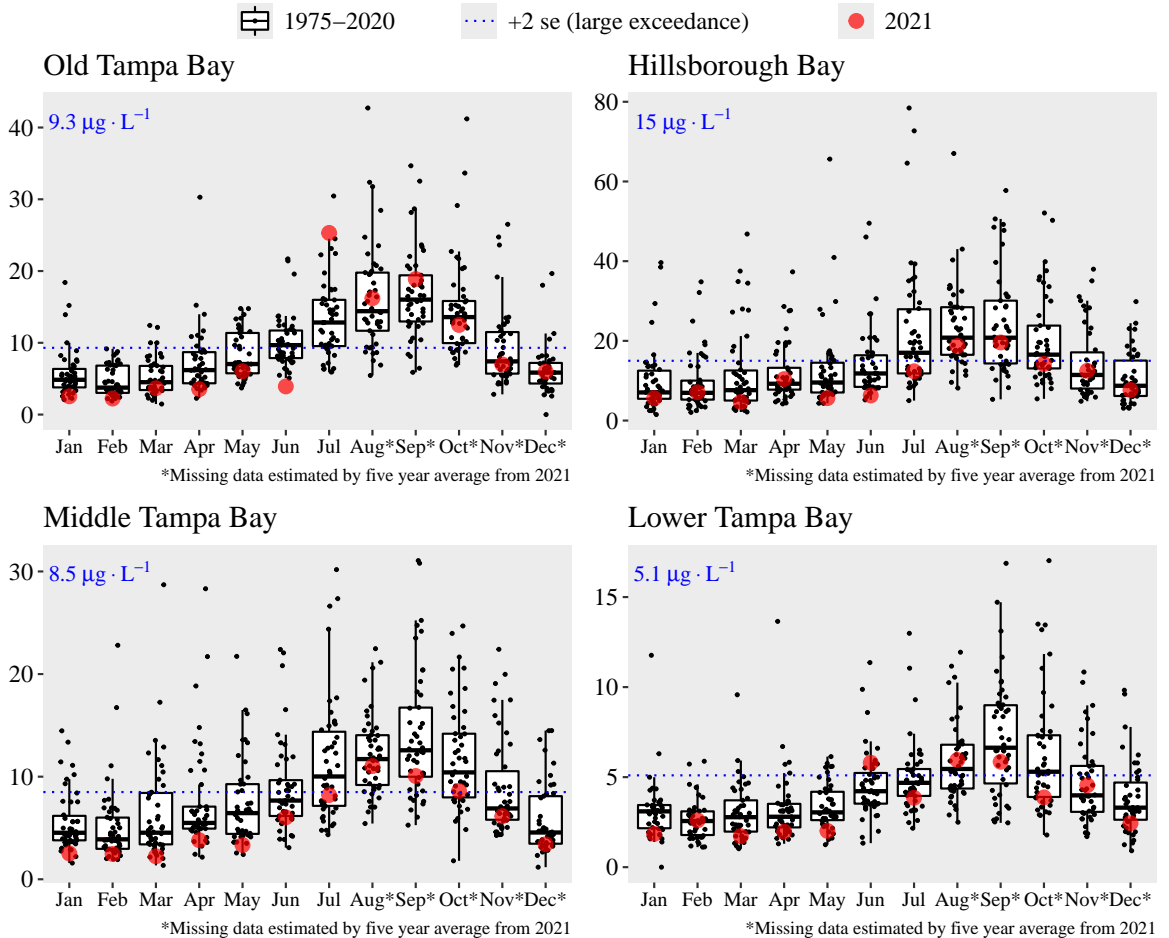 1975−2020 +2 se (large exceedance) 2021
Old Tampa Bay
9.3 μg · L⁻¹
40
30
20
10
0
Jan Feb Mar Apr May Jun Jul Aug* Sep* Oct* Nov* Dec*
*Missing data estimated by five year average from 2021
Hillsborough Bay
15 μg · L⁻¹
80
60
40
20
0
Jan Feb Mar Apr May Jun Jul Aug* Sep* Oct* Nov* Dec*
*Missing data estimated by five year average from 2021
Middle Tampa Bay
8.5 μg · L⁻¹
30
20
10
0
Jan Feb Mar Apr May Jun Jul Aug* Sep* Oct* Nov* Dec*
*Missing data estimated by five year average from 2021
Lower Tampa Bay
5.1 μg · L⁻¹
15
10
5
0
Jan Feb Mar Apr May Jun Jul Aug* Sep* Oct* Nov* Dec*
*Missing data estimated by five year average from 2021